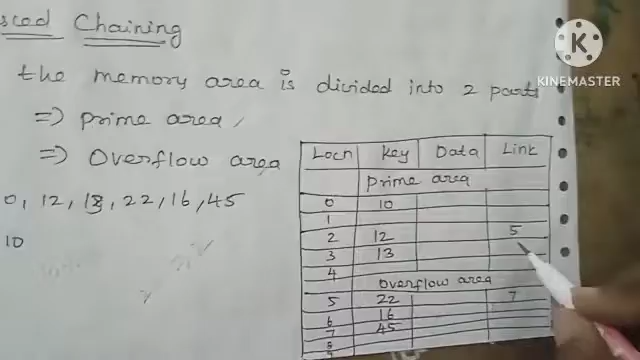 Chaining
KINEMASTER
the memory area is divided into 2 parts
=> prime area,
=> Overflow area
0, 12, 13, 22, 16, 45
10
Locn Key Data Link
prime area
0 10
1
2 12 5
3 13
4
Overflow area
5 22 7
6 16
7 45
8
9